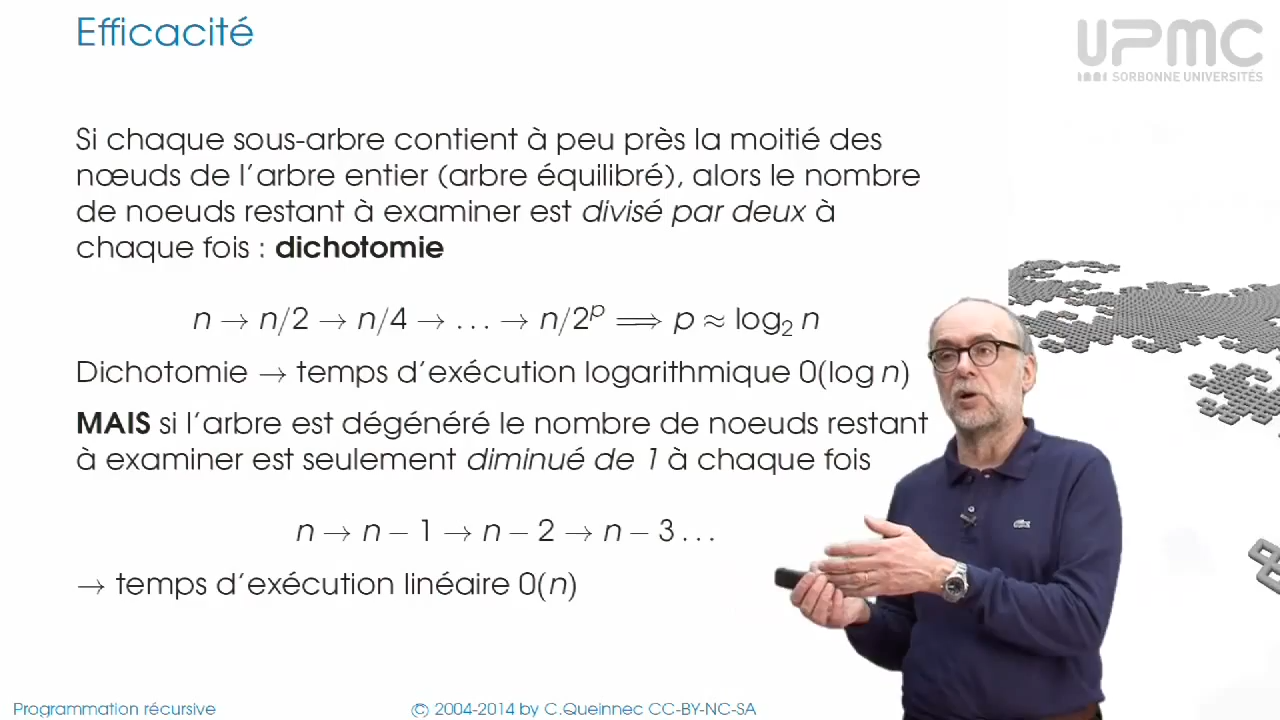 Efficacité
UPMC
SORBONNE UNIVERSITÉS
Si chaque sous-arbre contient à peu près la moitié des
nœuds de l'arbre entier (arbre équilibré), alors le nombre
de noeuds restant à examiner est divisé par deux à
chaque fois : dichotomie
n → n/2 → n/4 → ... → n/2^p ⟹ p ≈ log₂ n
Dichotomie → temps d'exécution logarithmique 0(log n)
MAIS si l'arbre est dégénéré le nombre de noeuds restant
à examiner est seulement diminué de 1 à chaque fois
n → n − 1 → n − 2 → n − 3 ...
→ temps d'exécution linéaire 0(n)
Programmation récursive
© 2004-2014 by C.Queinnec CC-BY-NC-SA